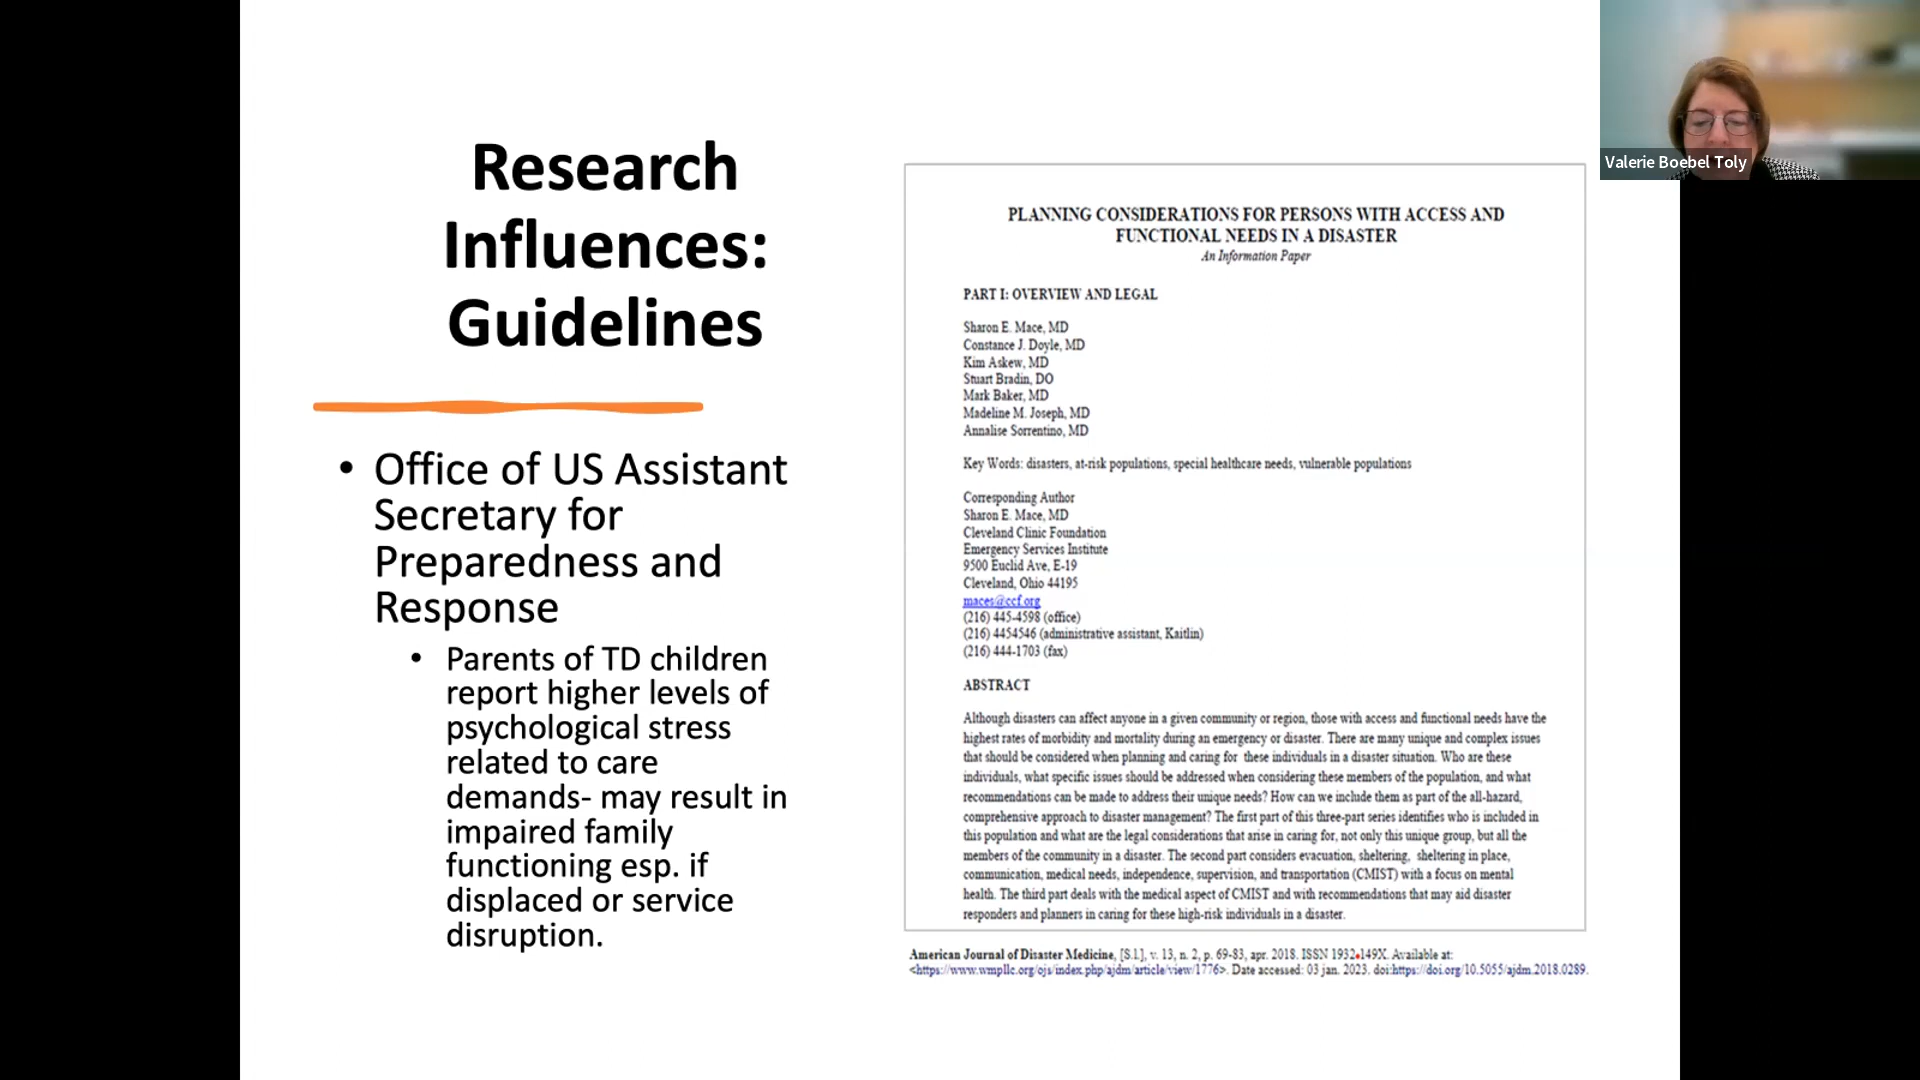 Research
Influences:
Guidelines
• Office of US Assistant
Secretary for
Preparedness and
Response
• Parents of TD children
report higher levels of
psychological stress
related to care
demands- may result in
impaired family
functioning esp. if
displaced or service
disruption.
PLANNING CONSIDERATIONS FOR PERSONS WITH ACCESS AND
FUNCTIONAL NEEDS IN A DISASTER
An Information Paper
PART I: OVERVIEW AND LEGAL
Sharon E. Mace, MD
Constance J. Doyle, MD
Kim Askew, MD
Stuart Bradin, DO
Mark Baker, MD
Madeline M. Joseph, MD
Annalise Sorrentino, MD
Key Words: disasters, at-risk populations, special healthcare needs, vulnerable populations
Corresponding Author
Sharon E. Mace, MD
Cleveland Clinic Foundation
Emergency Services Institute
9500 Euclid Ave, E-19
Cleveland, Ohio 44195
maces@ccf.org
(216) 445-4598 (office)
(216) 4454546 (administrative assistant, Kaitlin)
(216) 444-1703 (fax)
ABSTRACT
Although disasters can affect anyone in a given community or region, those with access and functional needs have the
highest rates of morbidity and mortality during an emergency or disaster. There are many unique and complex issues
that should be considered when planning and caring for these individuals in a disaster situation. Who are these
individuals, what specific issues should be addressed when considering these members of the population, and what
recommendations can be made to address their unique needs? How can we include them as part of the all-hazard,
comprehensive approach to disaster management? The first part of this three-part series identifies who is included in
this population and what are the legal considerations that arise in caring for, not only this unique group, but all the
members of the community in a disaster. The second part considers evacuation, sheltering, sheltering in place,
communication, medical needs, independence, supervision, and transportation (CMIST) with a focus on mental
health. The third part deals with the medical aspect of CMIST and with recommendations that may aid disaster
responders and planners in caring for these high-risk individuals in a disaster.
American Journal of Disaster Medicine, [S.l.], v. 13, n. 2, p. 69-83, apr. 2018. ISSN 1932-149X. Available at:
<https://www.wmpllc.org/ojs/index.php/ajdm/article/view/1776>. Date accessed: 03 jan. 2023. doi:https://doi.org/10.5055/ajdm.2018.0289.
Valerie Boebel Toly